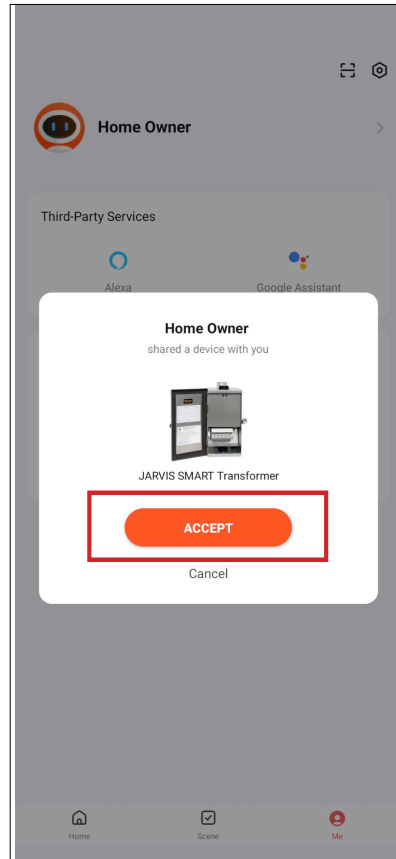 Home Owner
Third-Party Services
Alexa
Google Assistant
Home Owner
shared a device with you
JARVIS SMART Transformer
ACCEPT
Cancel
Home
Scene
Me